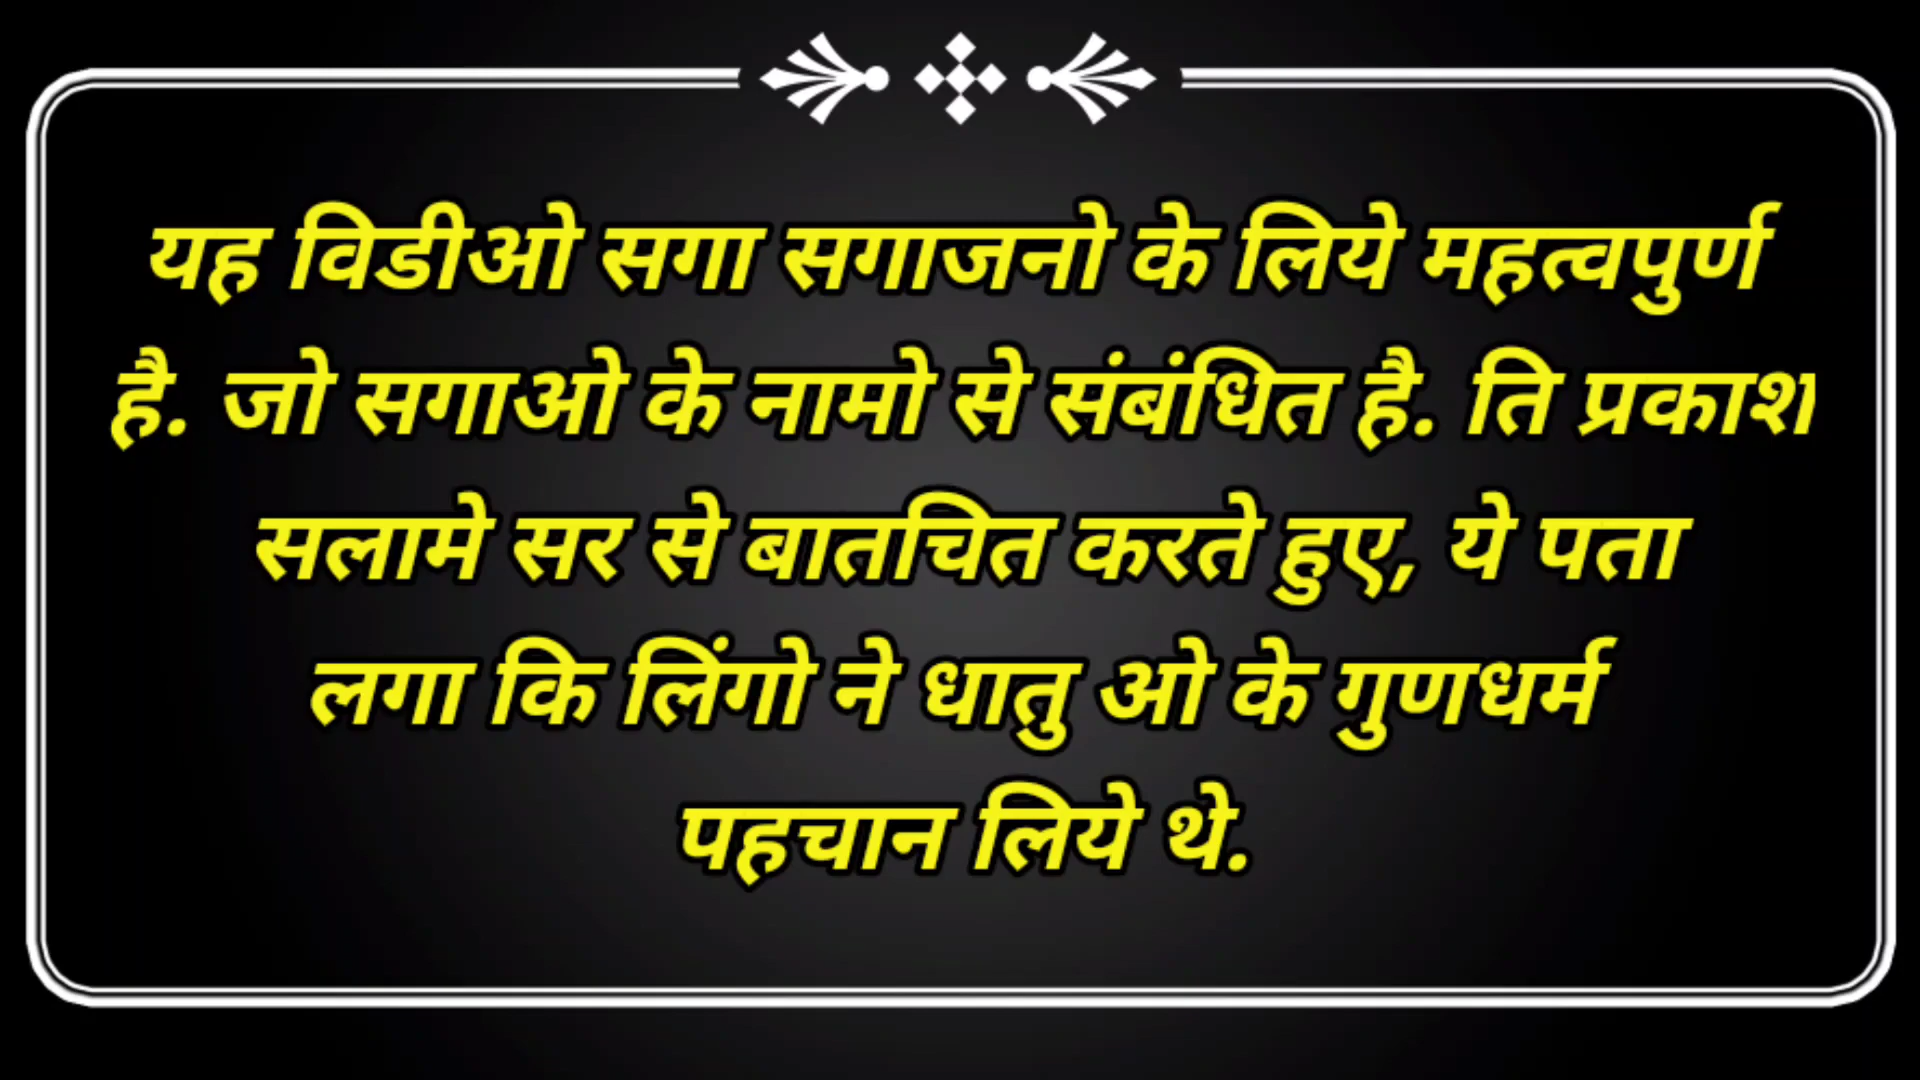 यह विडीओ सगा सगाजनो के लिये महत्वपुर्ण
है. जो सगाओ के नामो से संबंधित है. ति प्रकाश
सलामे सर से बातचित करते हुए, ये पता
लगा कि लिंगो ने धातु ओ के गुणधर्म
पहचान लिये थे.